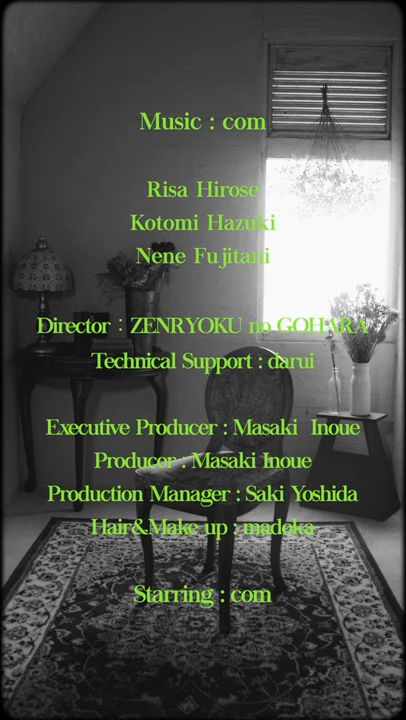 Music : com
Risa Hirose
Kotomi Hazuki
Nene Fujitani
Director：ZENRYOKU no GOHARA
Technical Support : darui
Executive Producer : Masaki Inoue
Producer : Masaki Inoue
Production Manager : Saki Yoshida
Hair&Make up : madoka
Starring : com